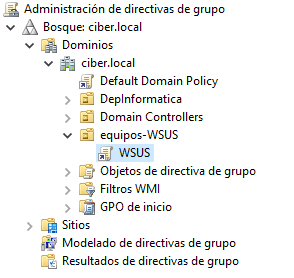 Administración de directivas de grupo
Bosque: ciber.local
Dominios
ciber.local
Default Domain Policy
DepInformatica
Domain Controllers
equipos-WSUS
WSUS
Objetos de directiva de grupo
Filtros WMI
GPO de inicio
Sitios
Modelado de directivas de grupo
Resultados de directivas de grupo